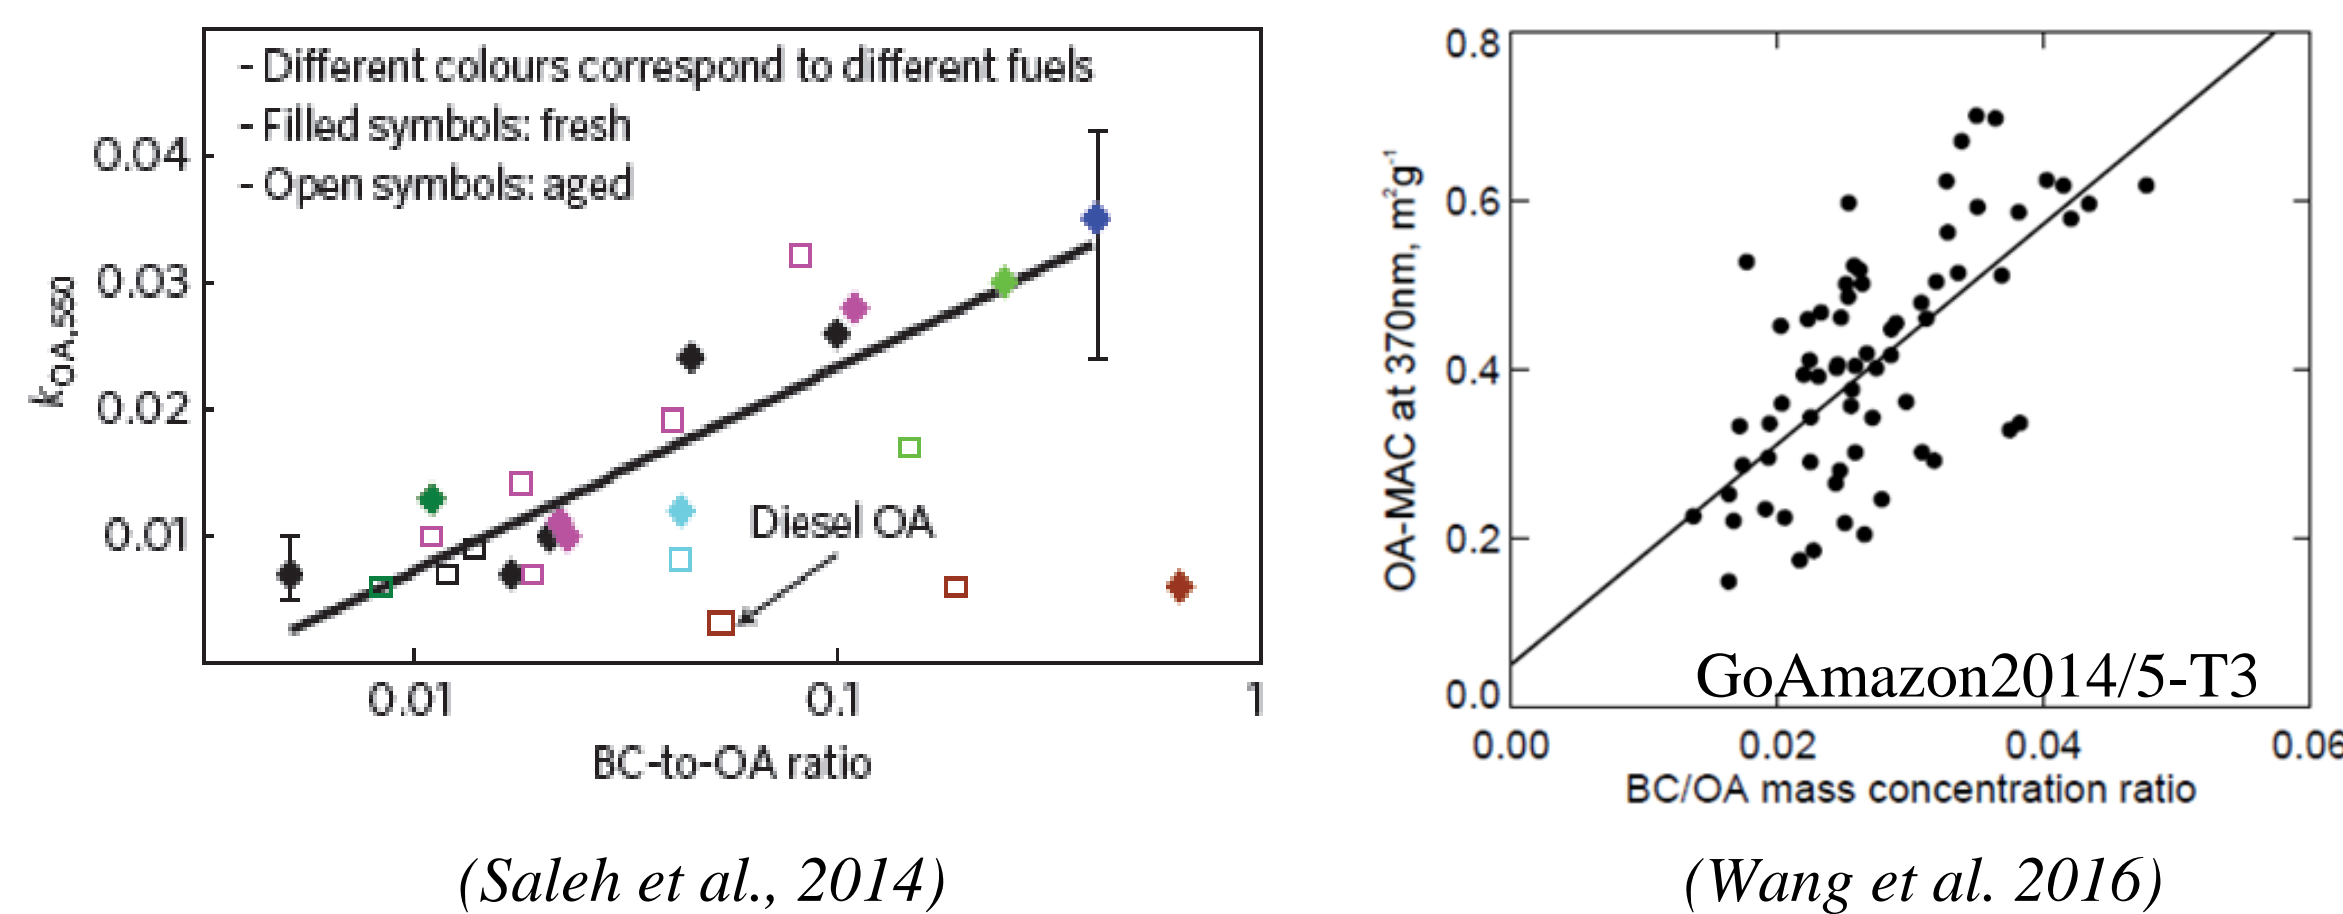 - Different colours correspond to different fuels
- Filled symbols: fresh
- Open symbols: aged
0.04
0.03
0.02
0.01
kOA,550
Diesel OA
0.01
0.1
1
BC-to-OA ratio
(Saleh et al., 2014)
0.8
0.6
0.4
0.2
0.0
OA-MAC at 370nm, m²g⁻¹
GoAmazon2014/5-T3
0.00
0.02
0.04
0.06
BC/OA mass concentration ratio
(Wang et al. 2016)